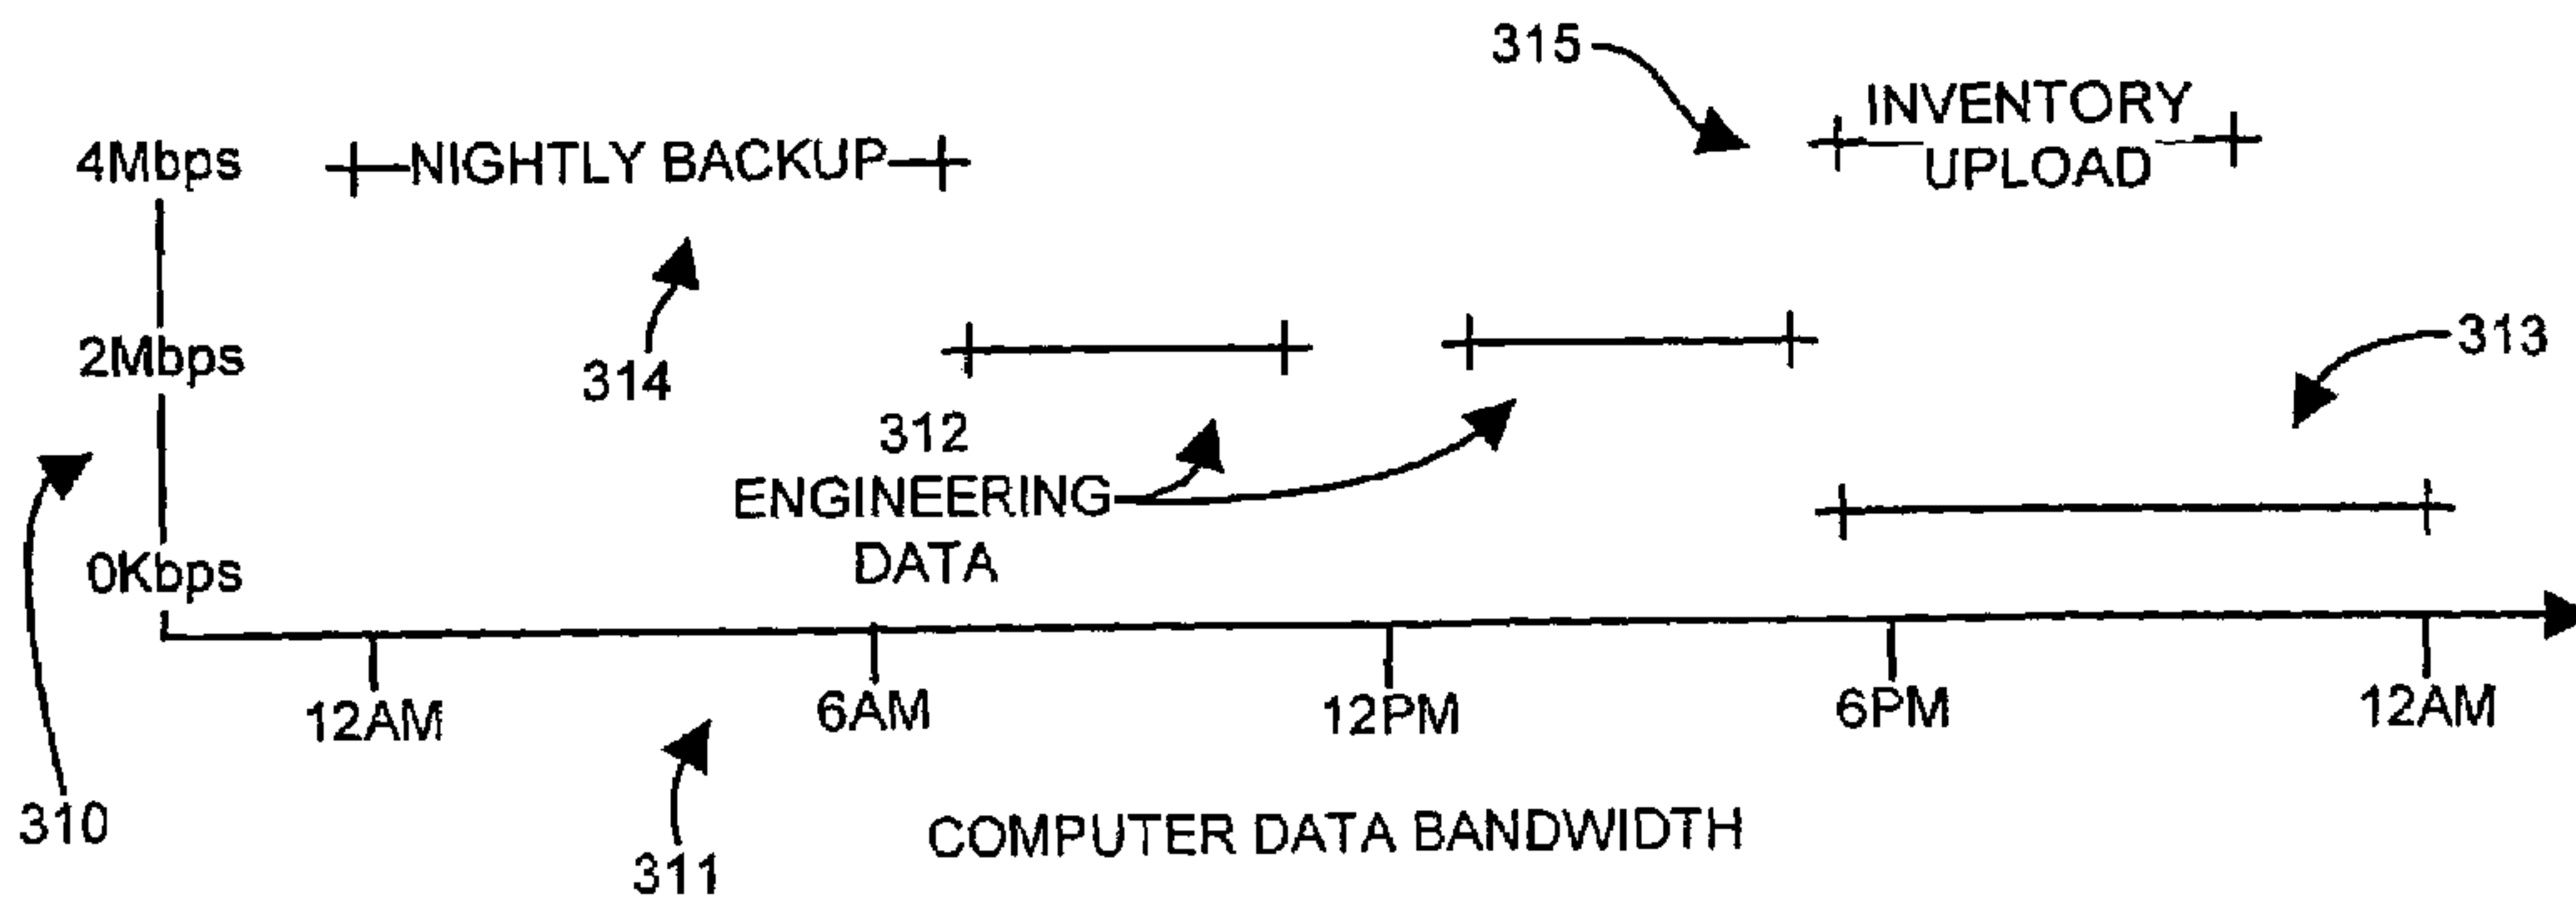 315
INVENTORY
UPLOAD
4Mbps
NIGHTLY BACKUP
2Mbps
314
313
312
ENGINEERING
DATA
0Kbps
12AM
6AM
12PM
6PM
12AM
310
311
COMPUTER DATA BANDWIDTH